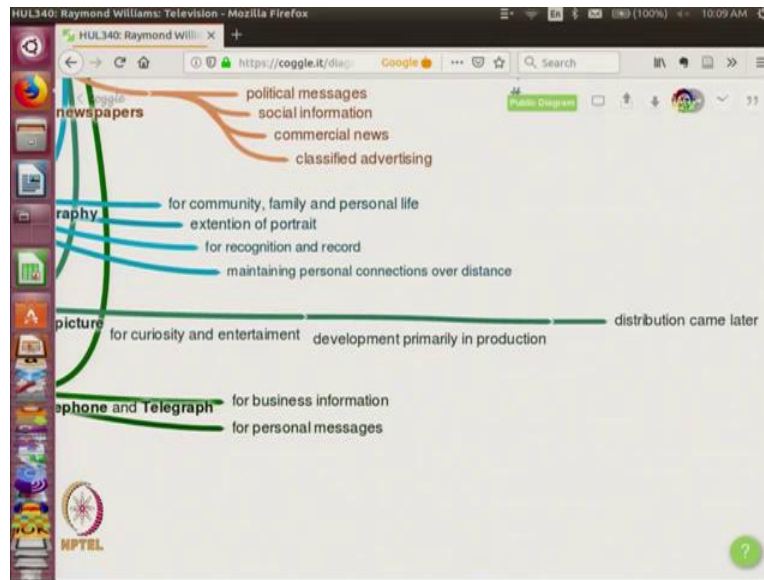 HUL340: Raymond Williams: Television - Mozilla Firefox
EN
(100%)
10:09 AM
HUL340: Raymond Willi
https://coggle.it/diag
Google
Search
coggle
Public Diagram
newspapers
political messages
social information
commercial news
classified advertising
raphy
for community, family and personal life
extention of portrait
for recognition and record
maintaining personal connections over distance
picture
for curiosity and entertaiment
development primarily in production
distribution came later
ephone and Telegraph
for business information
for personal messages
NPTEL
?